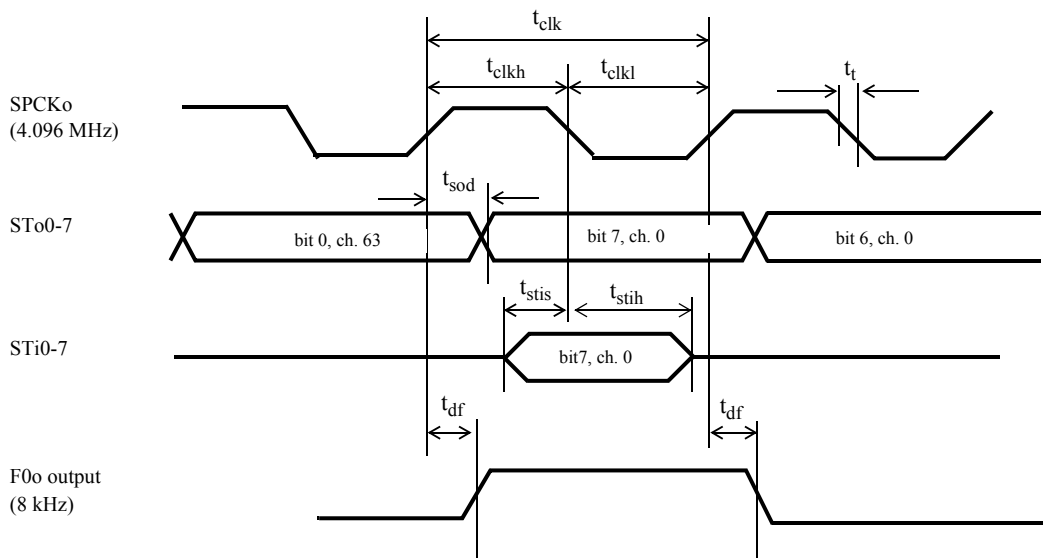 t_clk
t_clkh t_clkl t_t
SPCKo
(4.096 MHz)
t_sod
STo0-7
bit 0, ch. 63 bit 7, ch. 0 bit 6, ch. 0
t_stis t_stih
STi0-7
bit7, ch. 0
t_df t_df
F0o output
(8 kHz)